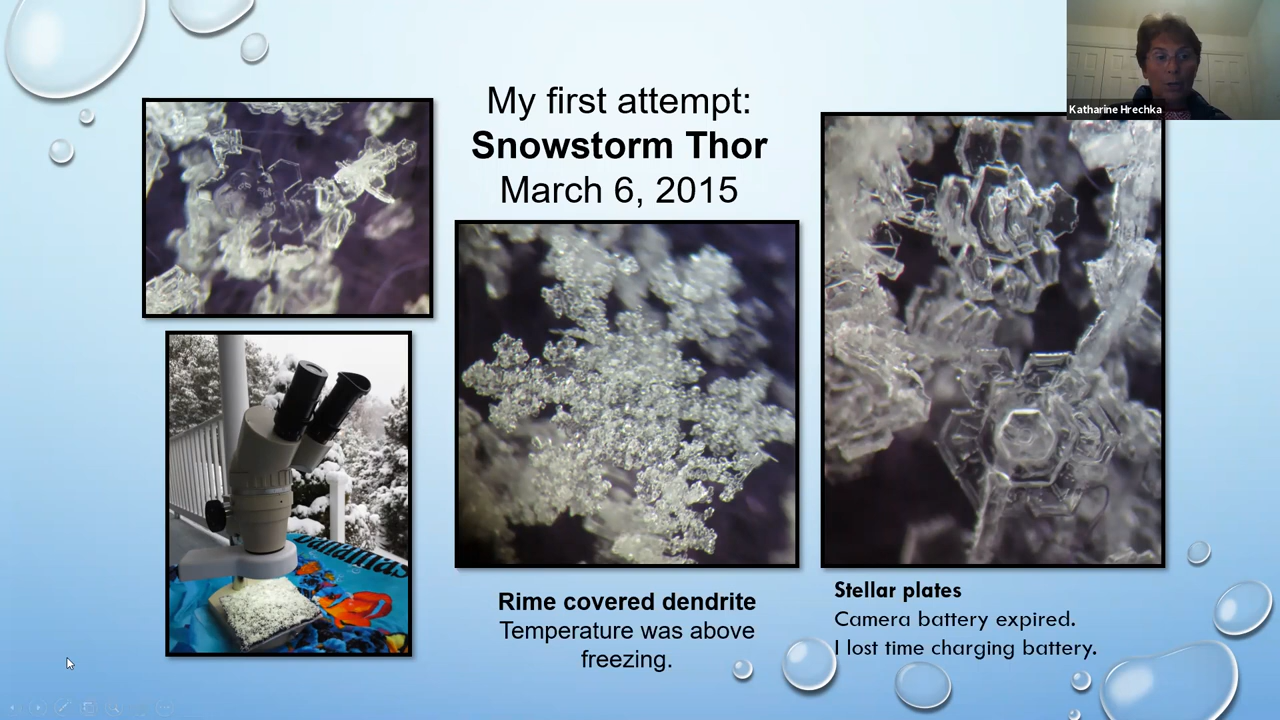 My first attempt:
Snowstorm Thor
March 6, 2015
Katharine Hrechka
Bahamas
Rime covered dendrite
Temperature was above
freezing.
Stellar plates
Camera battery expired.
I lost time charging battery.